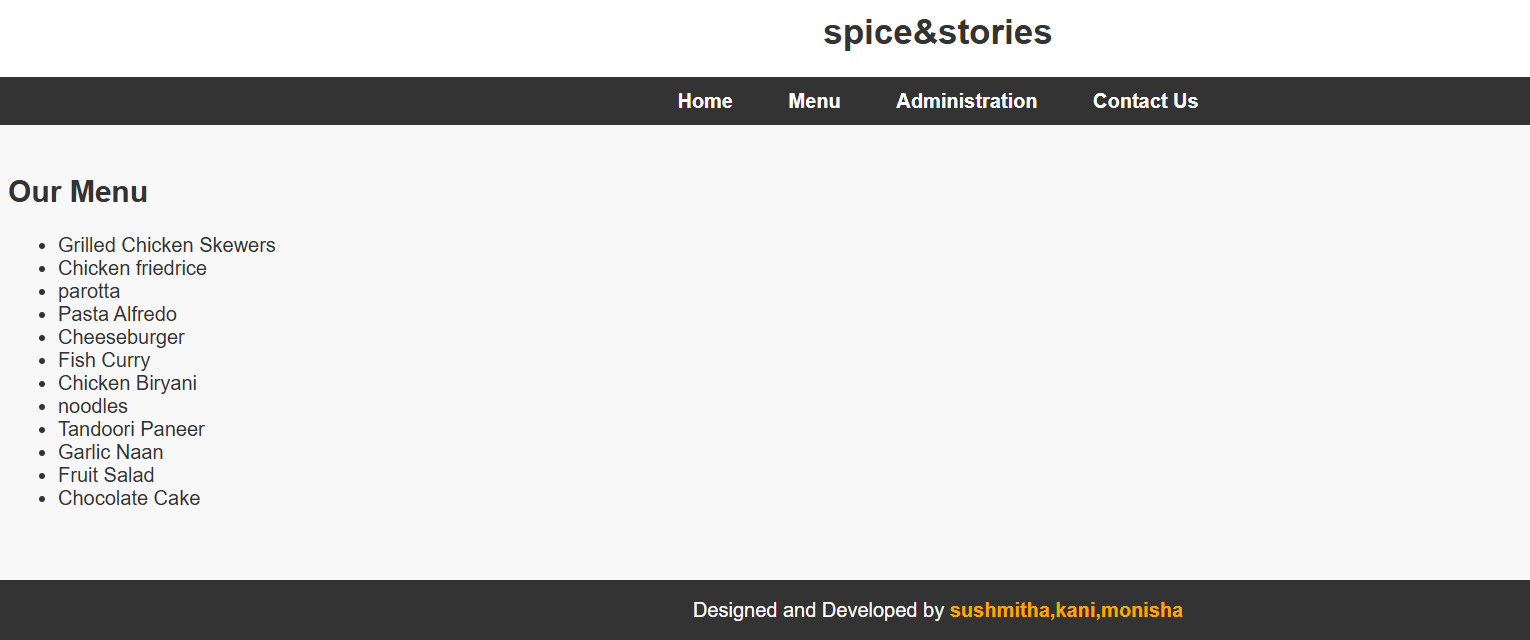 spice&stories
Home Menu Administration Contact Us
Our Menu
Grilled Chicken Skewers
Chicken friedrice
parotta
Pasta Alfredo
Cheeseburger
Fish Curry
Chicken Biryani
noodles
Tandoori Paneer
Garlic Naan
Fruit Salad
Chocolate Cake
Designed and Developed by sushmitha,kani,monisha